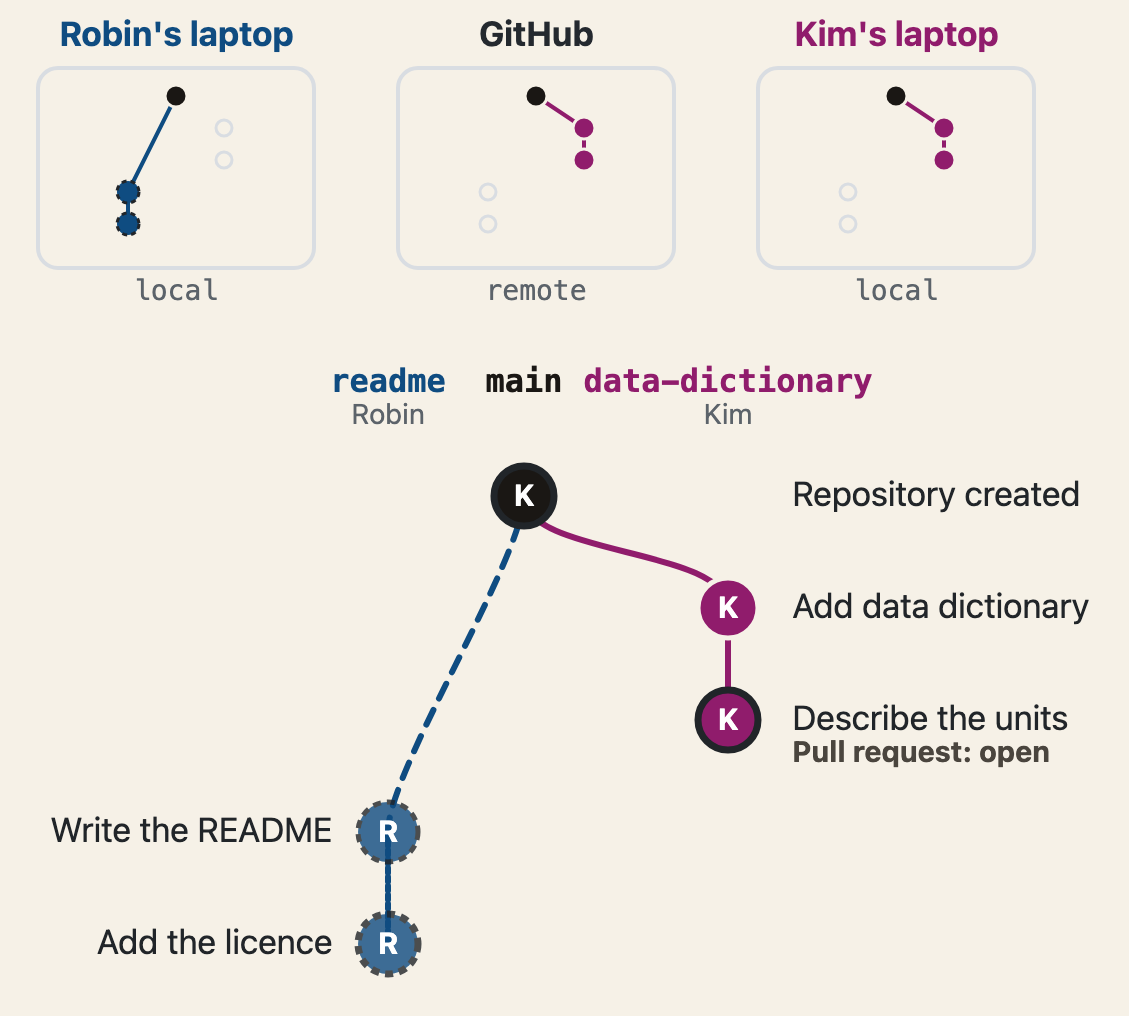 Robin's laptop
GitHub
Kim's laptop
local
remote
local
readme
main
data-dictionary
Robin
Kim
K
Repository created
K
Add data dictionary
K
Describe the units
Pull request: open
Write the README
R
Add the licence
R